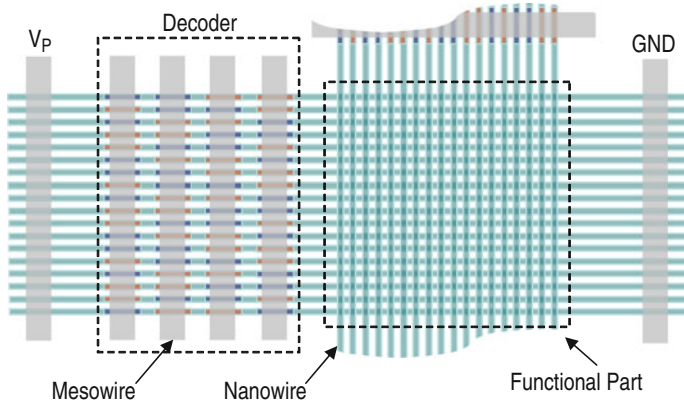 Decoder
V_P
GND
Mesowire
Nanowire
Functional Part